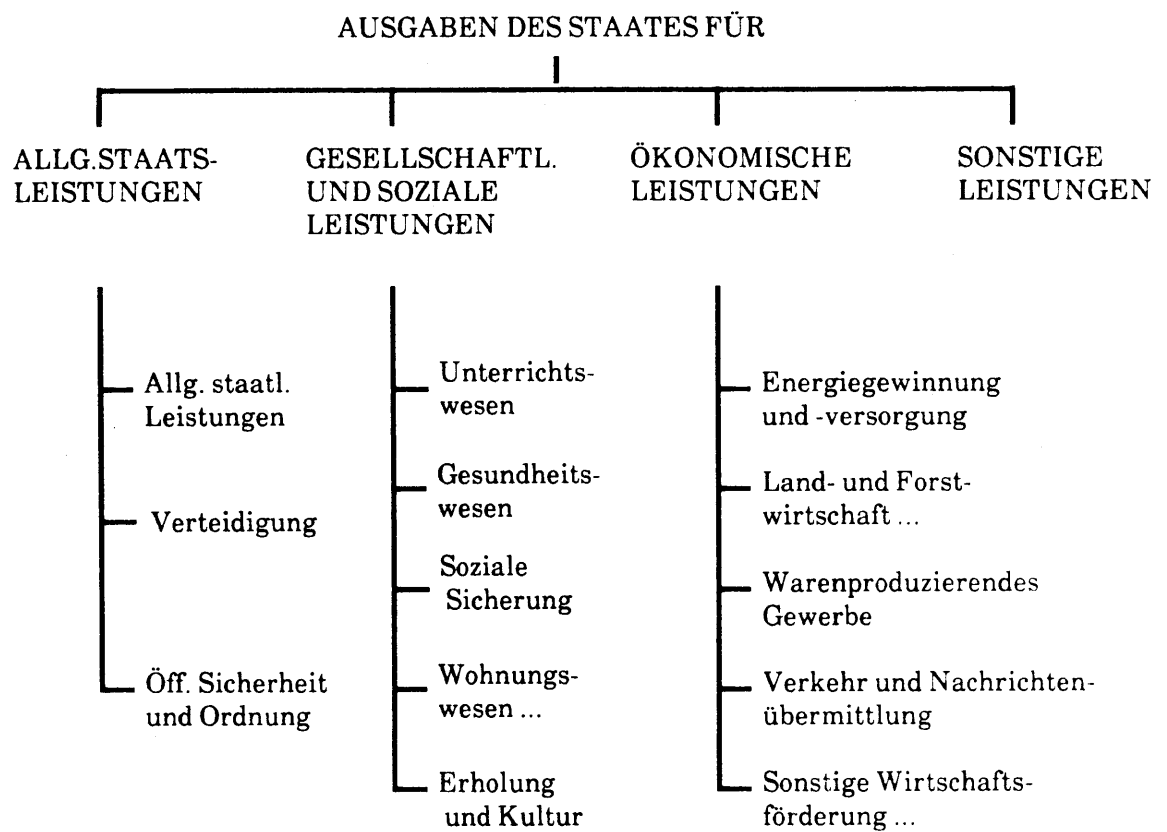 AUSGABEN DES STAATES FÜR
ALLG.STAATS-
LEISTUNGEN
GESELLSCHAFTL.
UND SOZIALE
LEISTUNGEN
ÖKONOMISCHE
LEISTUNGEN
SONSTIGE
LEISTUNGEN
Allg. staatl.
Leistungen
Verteidigung
Öff. Sicherheit
und Ordnung
Unterrichts-
wesen
Gesundheits-
wesen
Soziale
Sicherung
Wohnungs-
wesen ...
Erholung
und Kultur
Energiegewinnung
und -versorgung
Land- und Forst-
wirtschaft ...
Warenproduzierendes
Gewerbe
Verkehr und Nachrichten-
übermittlung
Sonstige Wirtschafts-
förderung ...